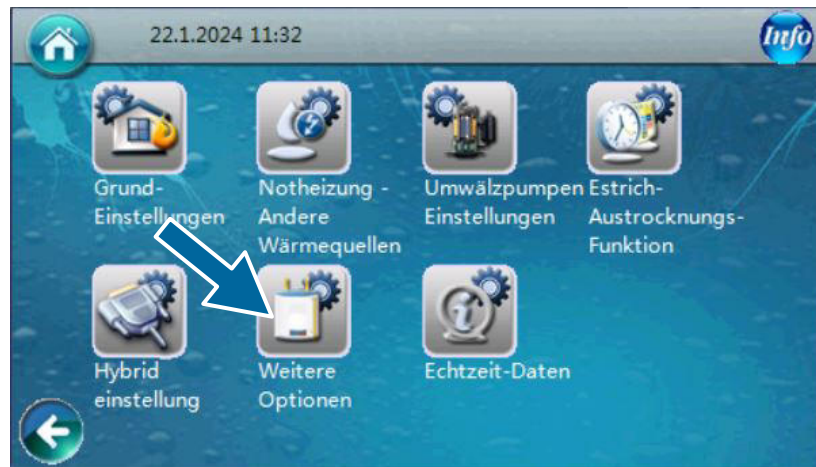 22.1.2024 11:32
Info
Grund-
Einstellungen
Notheizung -
Andere
Wärmequellen
Umwälzpumpen
Einstellungen
Estrich-
Austrocknungs-
Funktion
Hybrid
einstellung
Weitere
Optionen
Echtzeit-Daten